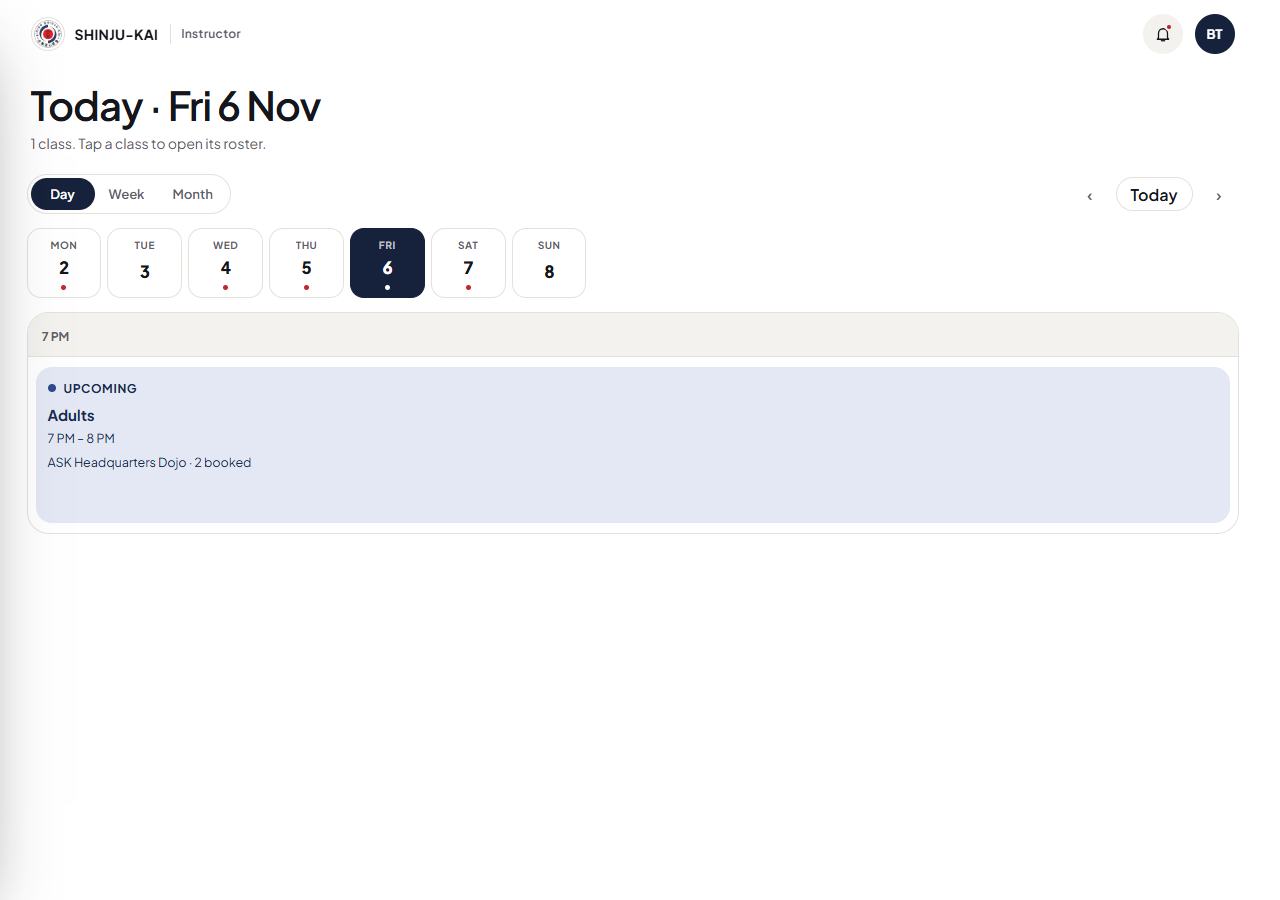 SHINJU-KAI Instructor BT
Today · Fri 6 Nov
1 class. Tap a class to open its roster.
Day Week Month ‹ Today ›
MON TUE WED THU FRI SAT SUN
2 3 4 5 6 7 8
7 PM
UPCOMING
Adults
7 PM – 8 PM
ASK Headquarters Dojo · 2 booked